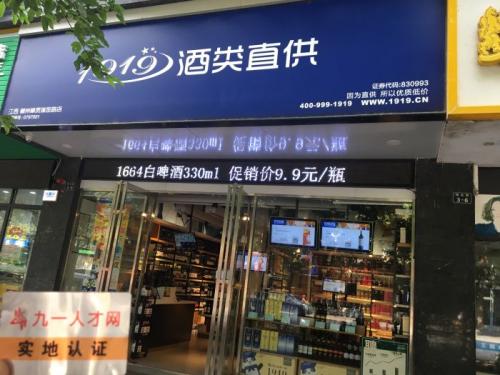 1919 酒类直供
证券代码:830993
因为直供 所以优质低价
400-999-1919 WWW.1919.CN
1664白啤酒330ml 促销价9.9元/瓶
3-6
九一人才网
实地认证